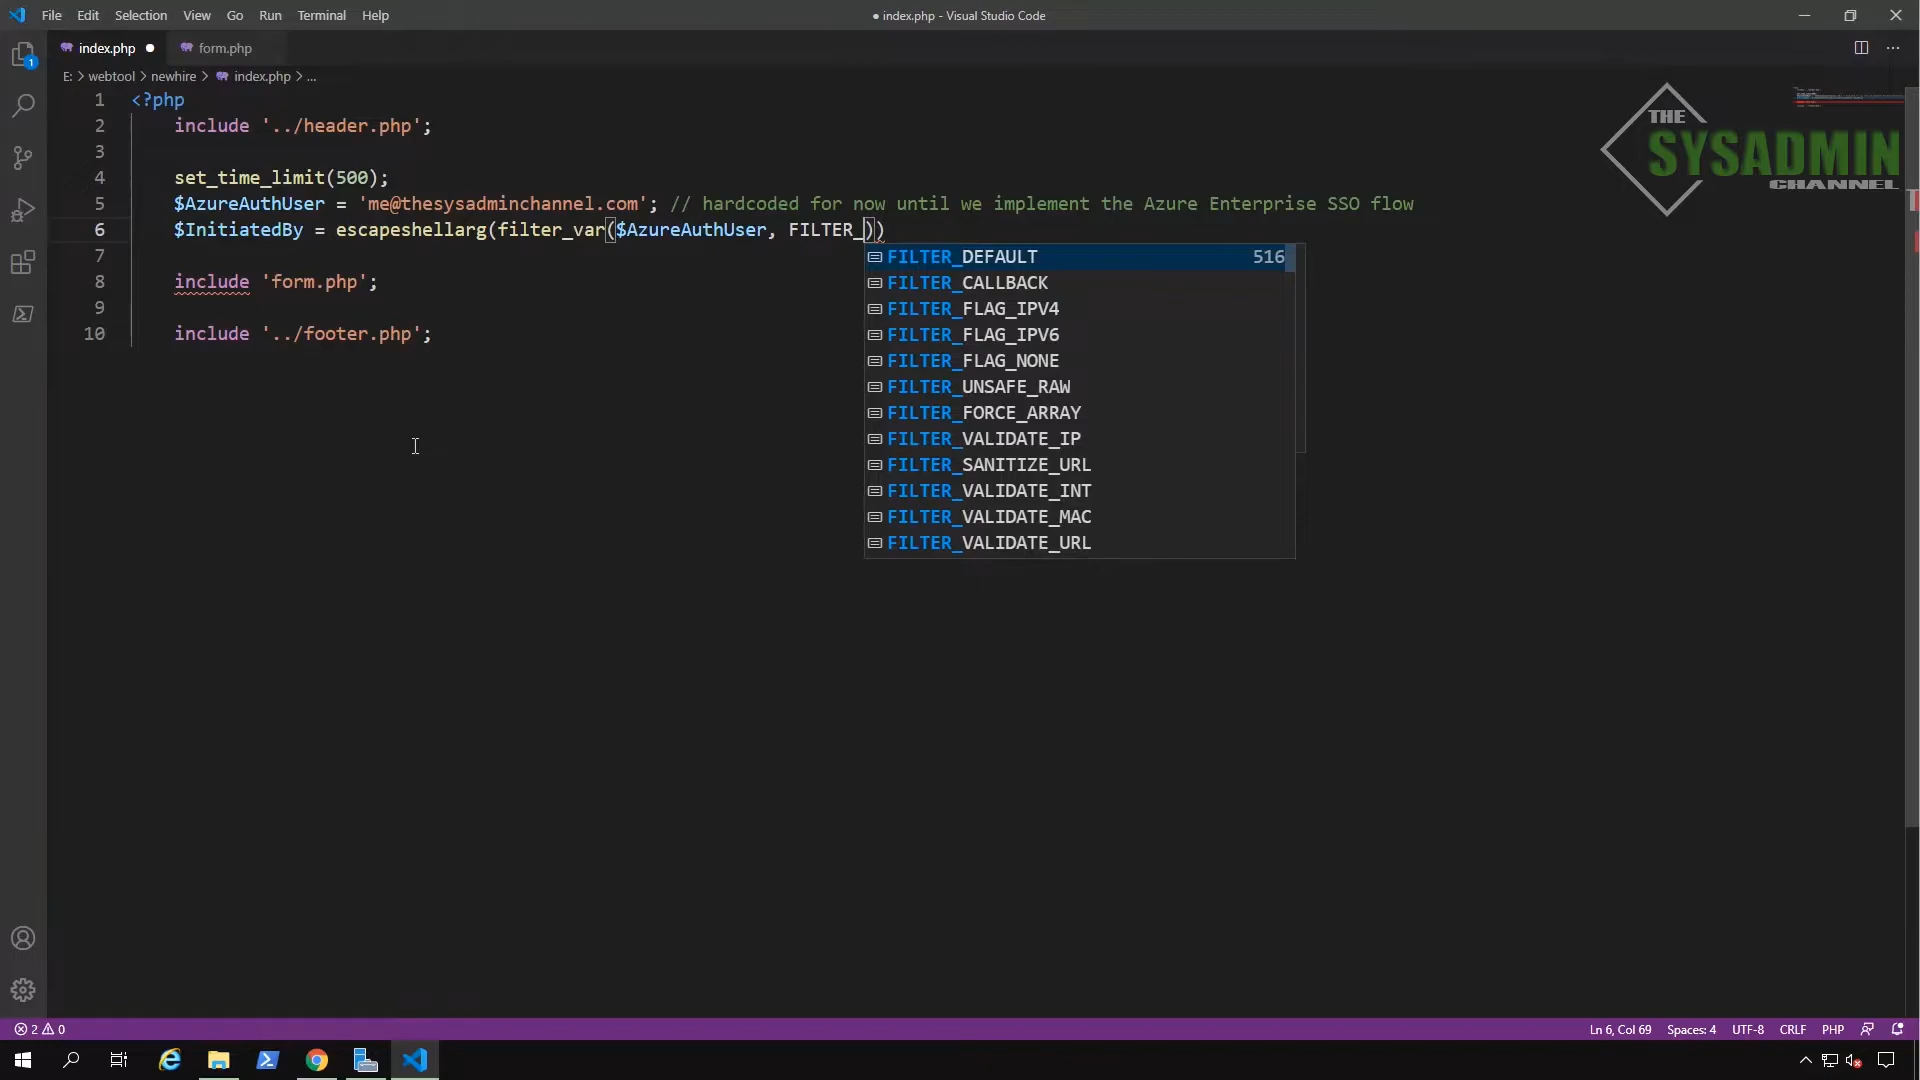 File Edit Selection View Go Run Terminal Help
● index.php - Visual Studio Code
index.php ● form.php
E: > webtool > newhire > index.php > ...
1 <?php
2 include '../header.php';
3
4 set_time_limit(500);
5 $AzureAuthUser = 'me@thesysadminchannel.com'; // hardcoded for now until we implement the Azure Enterprise SSO flow
6 $InitiatedBy = escapeshellarg(filter_var($AzureAuthUser, FILTER_))
7
8 include 'form.php';
9
10 include '../footer.php';
FILTER_DEFAULT 516
FILTER_CALLBACK
FILTER_FLAG_IPV4
FILTER_FLAG_IPV6
FILTER_FLAG_NONE
FILTER_UNSAFE_RAW
FILTER_FORCE_ARRAY
FILTER_VALIDATE_IP
FILTER_SANITIZE_URL
FILTER_VALIDATE_INT
FILTER_VALIDATE_MAC
FILTER_VALIDATE_URL
THE
SYSADMIN
CHANNEL
1
2 0
Ln 6, Col 69 Spaces: 4 UTF-8 CRLF PHP